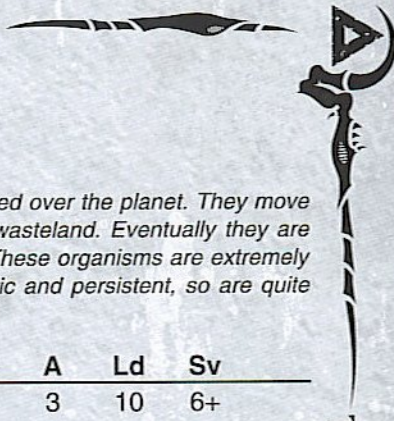 ed over the planet. They move
wasteland. Eventually they are
These organisms are extremely
ic and persistent, so are quite
A Ld Sv
3 10 6+